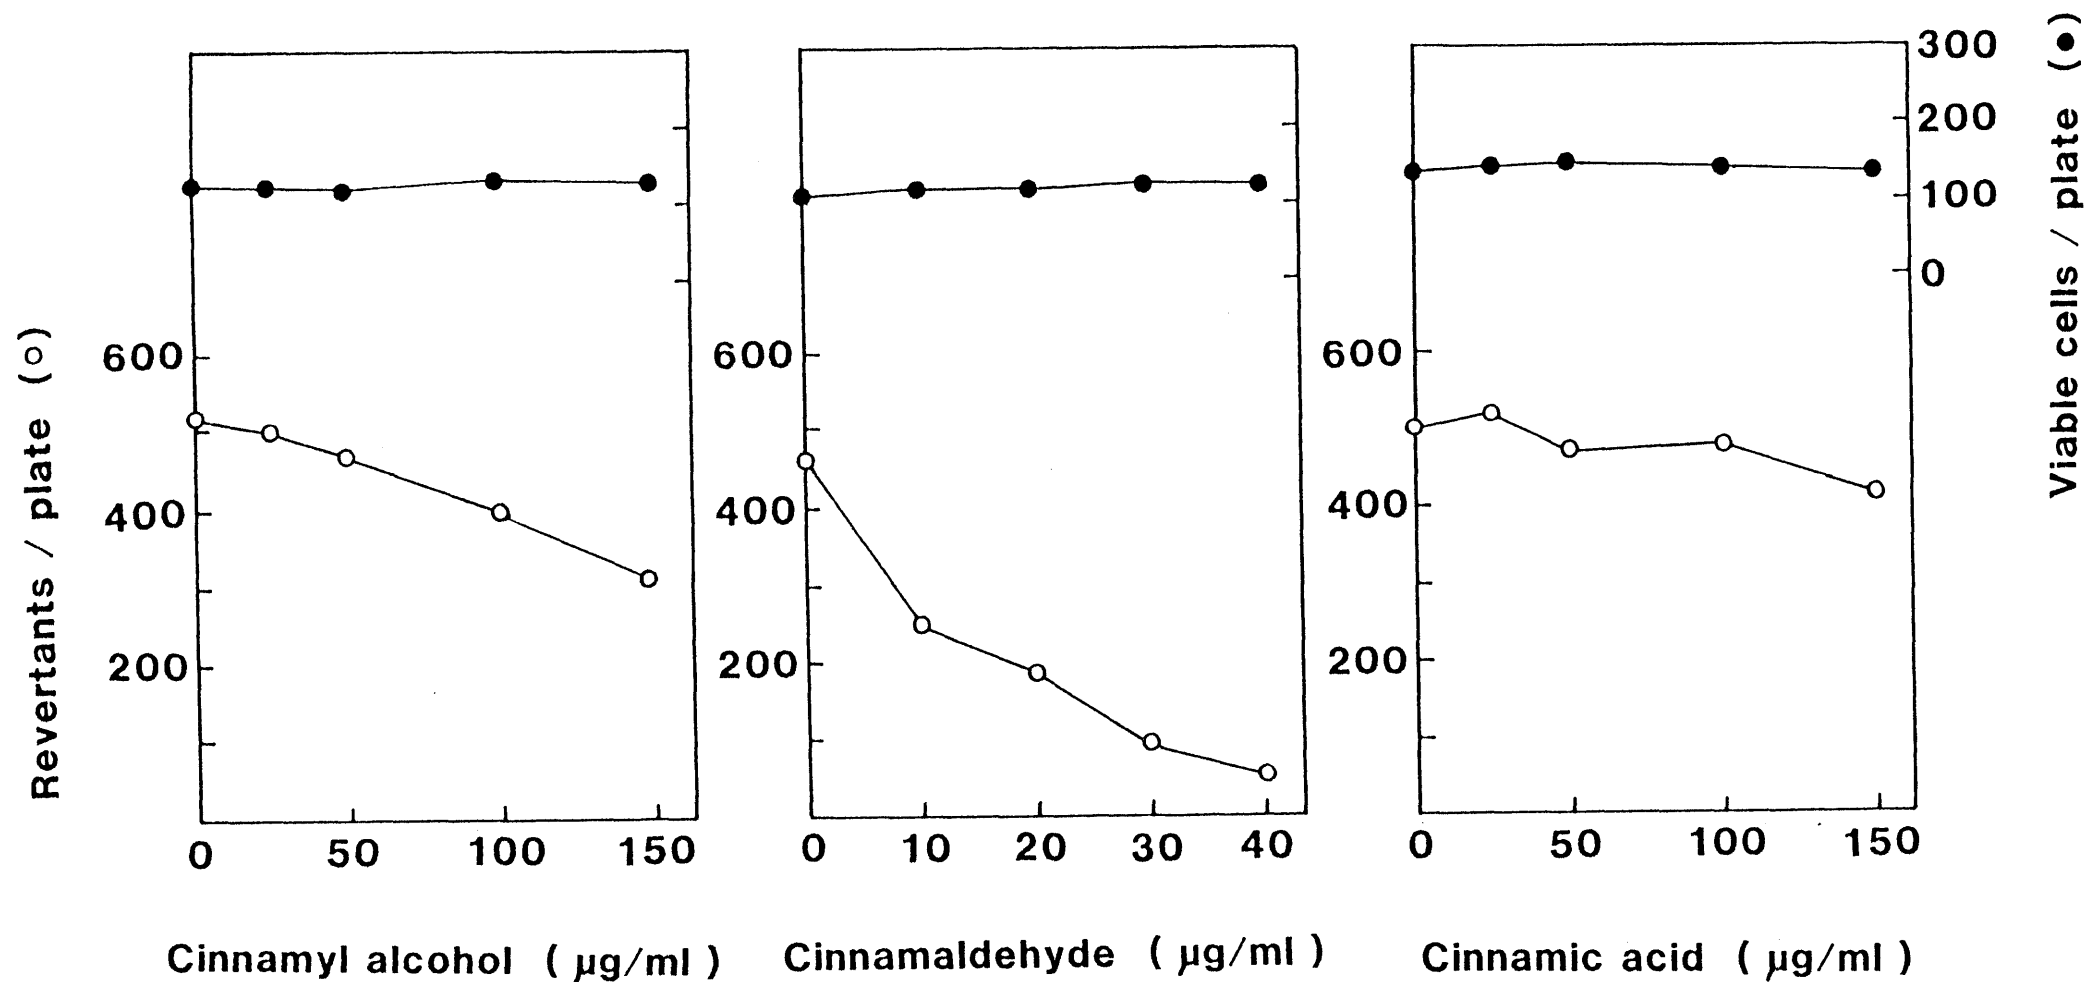 Revertants / plate (○)
600
400
200
0 50 100 150
Cinnamyl alcohol ( µg/ml )
600
400
200
0 10 20 30 40
Cinnamaldehyde ( µg/ml )
600
400
200
0 50 100 150
Cinnamic acid ( µg/ml )
300
200
100
0
Viable cells / plate (●)